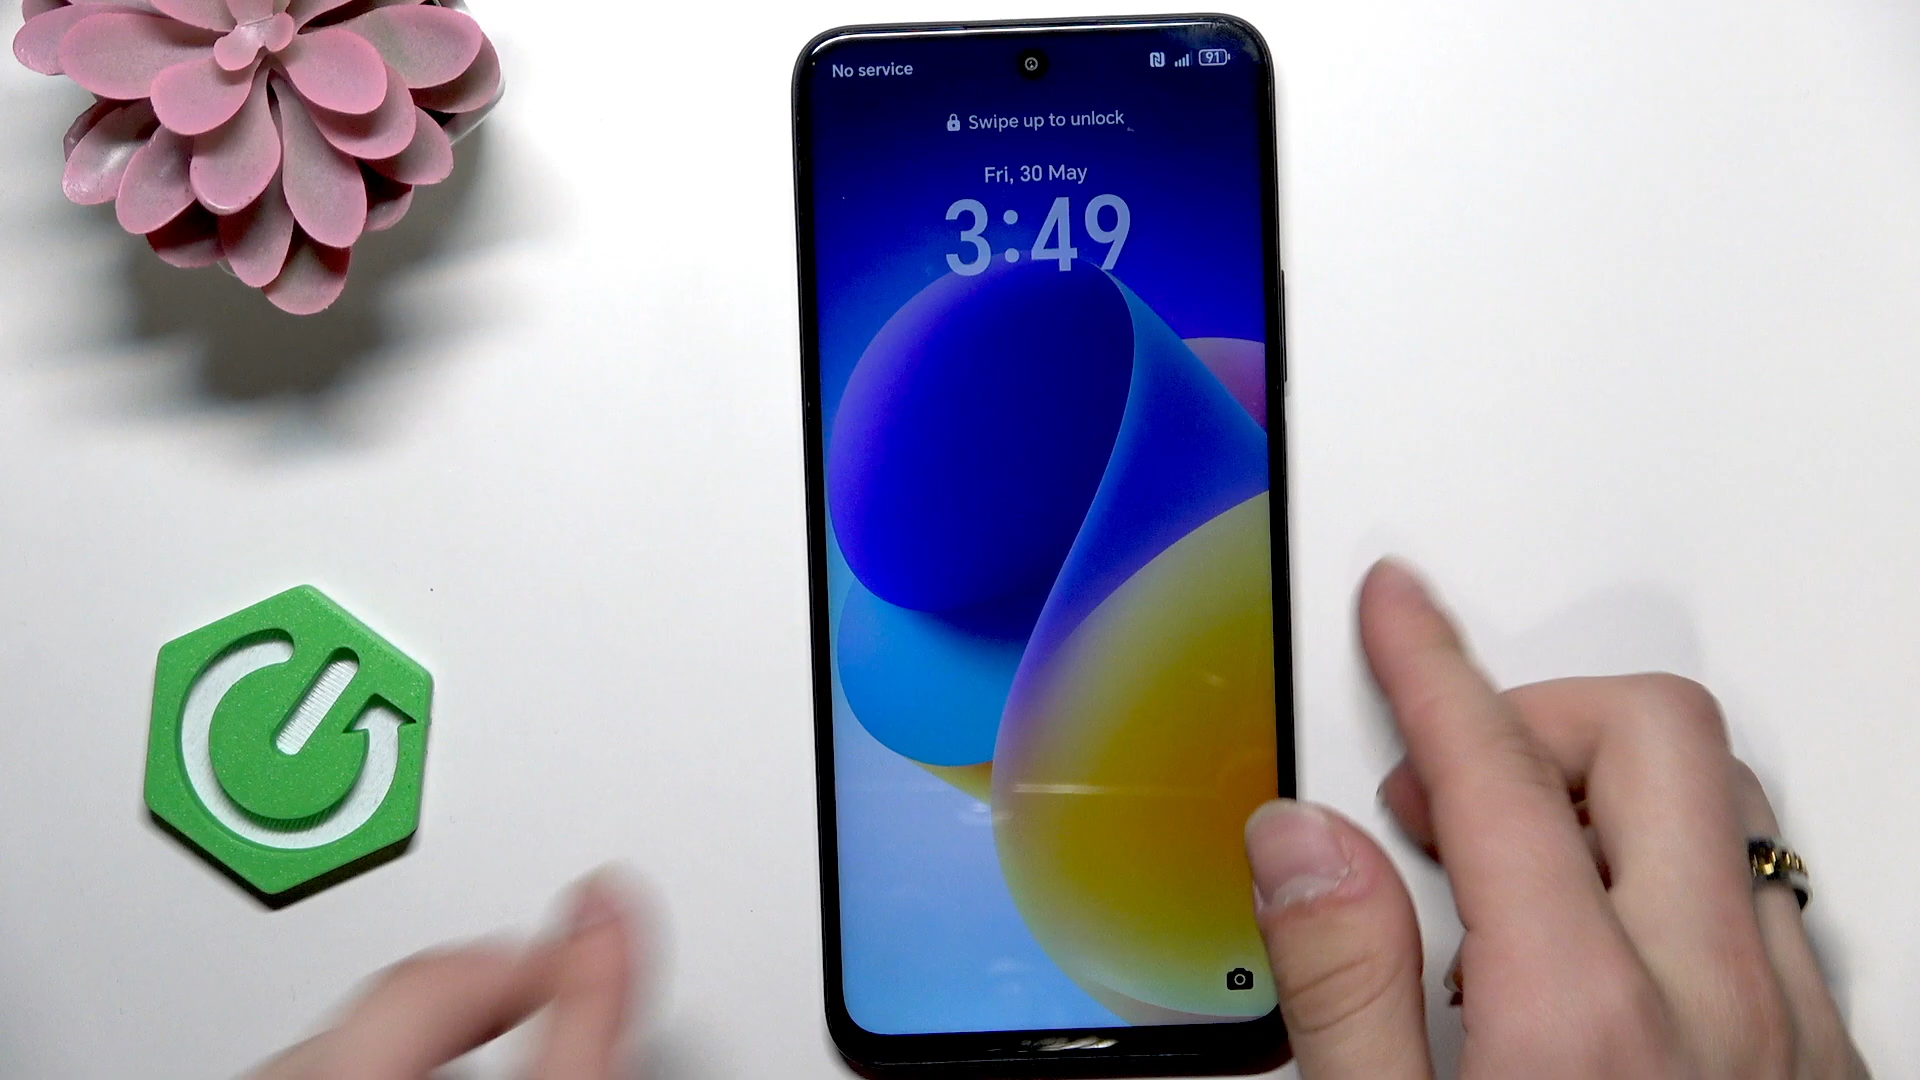 No service
91
Swipe up to unlock
Fri, 30 May
3:49